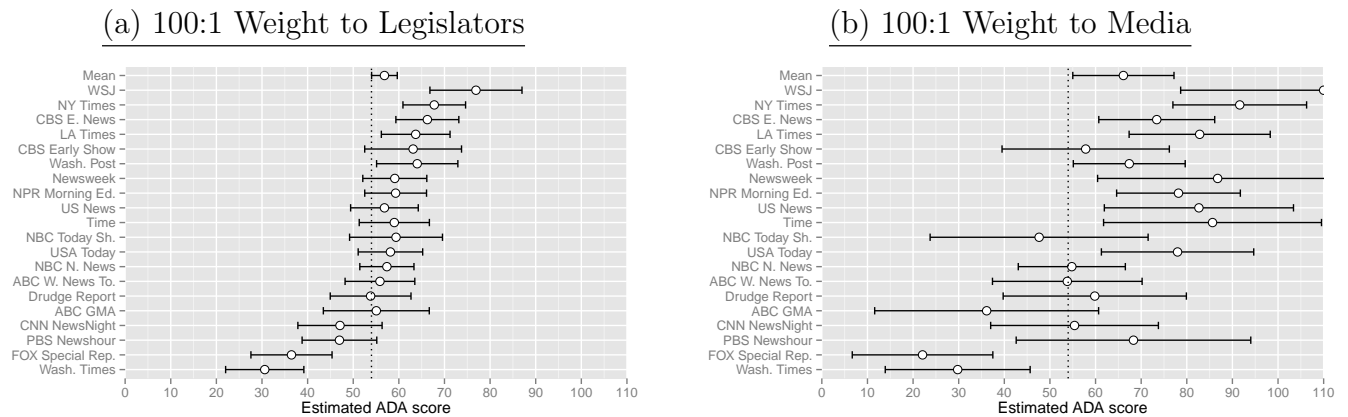 (a) 100:1 Weight to Legislators
Mean
WSJ
NY Times
CBS E. News
LA Times
CBS Early Show
Wash. Post
Newsweek
NPR Morning Ed.
US News
Time
NBC Today Sh.
USA Today
NBC N. News
ABC W. News To.
Drudge Report
ABC GMA
CNN NewsNight
PBS Newshour
FOX Special Rep.
Wash. Times
0 10 20 30 40 50 60 70 80 90 100 110
Estimated ADA score
(b) 100:1 Weight to Media
Mean
WSJ
NY Times
CBS E. News
LA Times
CBS Early Show
Wash. Post
Newsweek
NPR Morning Ed.
US News
Time
NBC Today Sh.
USA Today
NBC N. News
ABC W. News To.
Drudge Report
ABC GMA
CNN NewsNight
PBS Newshour
FOX Special Rep.
Wash. Times
0 10 20 30 40 50 60 70 80 90 100 110
Estimated ADA score